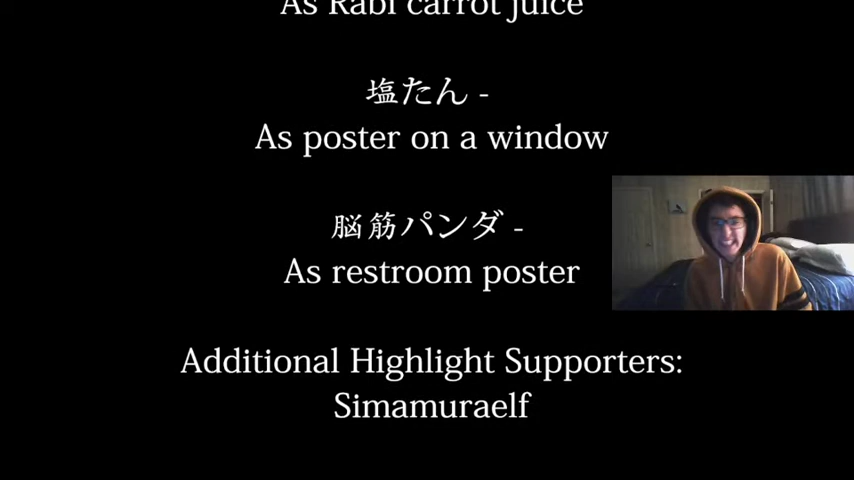 As Rabi carrot juice
塩たん -
As poster on a window
脳筋パンダ -
As restroom poster
Additional Highlight Supporters:
Simamuraelf